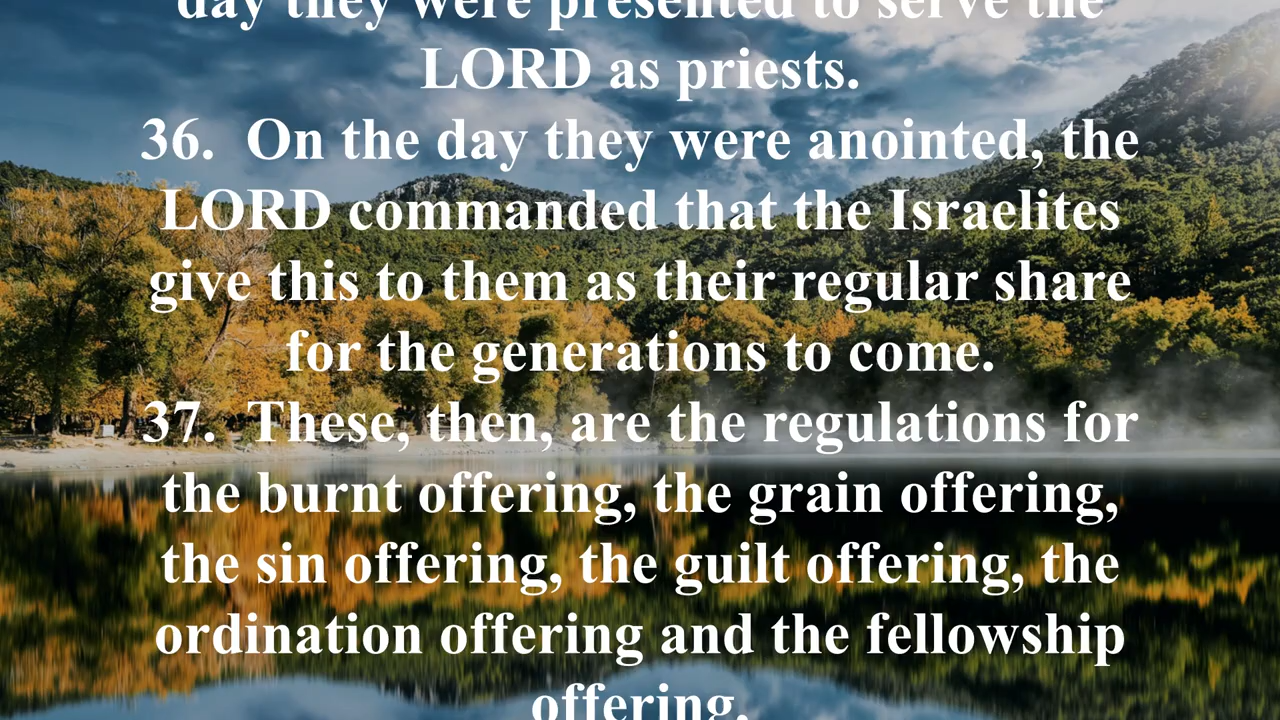 day they were presented to serve the
LORD as priests.
36.  On the day they were anointed, the
LORD commanded that the Israelites
give this to them as their regular share
for the generations to come.
37.  These, then, are the regulations for
the burnt offering, the grain offering,
the sin offering, the guilt offering, the
ordination offering and the fellowship
offering.